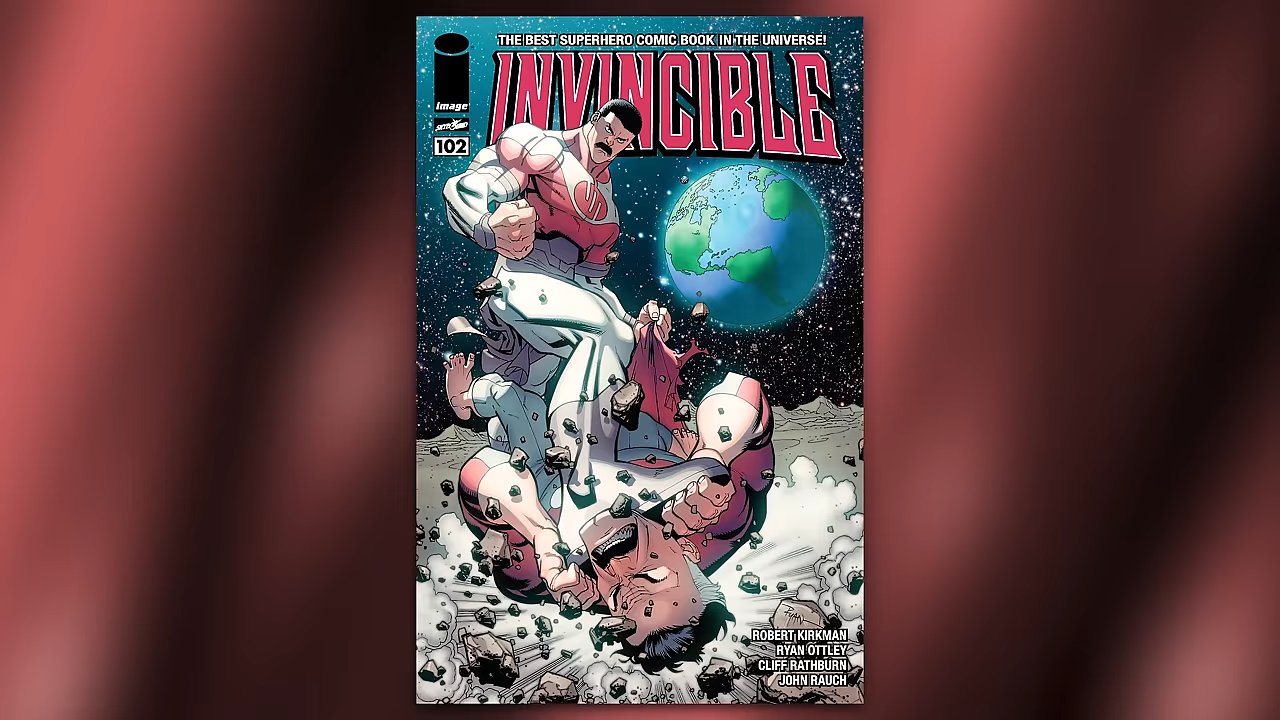 THE BEST SUPERHERO COMIC BOOK IN THE UNIVERSE!
INVINCIBLE
image
SKYBOUND
102
ROBERT KIRKMAN
RYAN OTTLEY
CLIFF RATHBURN
JOHN RAUCH